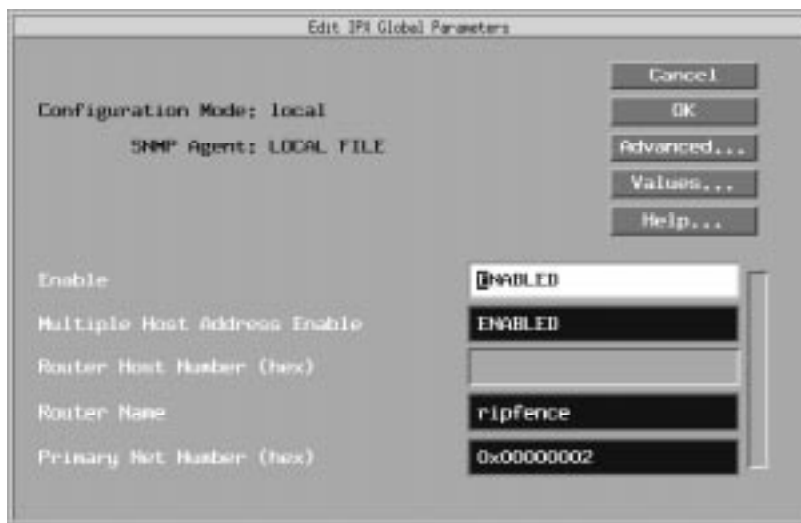 Edit IPX Global Parameters
Cancel
Configuration Mode: local
OK
SNMP Agent: LOCAL FILE
Advanced...
Values...
Help...
Enable
ENABLED
Multiple Host Address Enable
ENABLED
Router Host Number (hex)
Router Name
ripfence
Primary Net Number (hex)
0x00000002